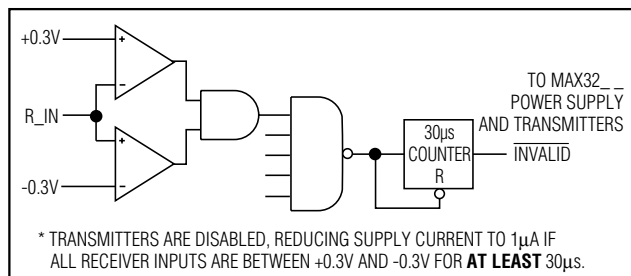 +0.3V
+
-
R_IN
+
-
-0.3V
30µs
COUNTER
R
TO MAX32_ _
POWER SUPPLY
AND TRANSMITTERS
INVALID
* TRANSMITTERS ARE DISABLED, REDUCING SUPPLY CURRENT TO 1µA IF
ALL RECEIVER INPUTS ARE BETWEEN +0.3V AND -0.3V FOR AT LEAST 30µs.